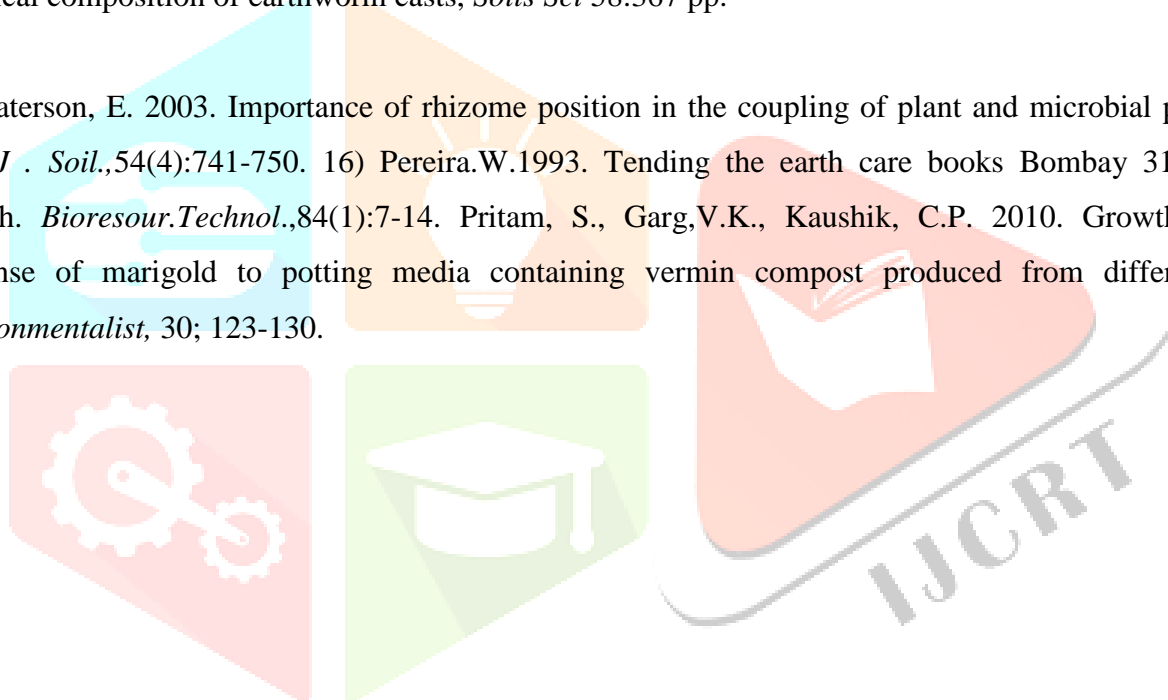 composition of earthworm casts, Soils Sci 58:367 pp.
aterson, E. 2003. Importance of rhizome position in the coupling of plant and microbial p
J . Soil.,54(4):741-750. 16) Pereira.W.1993. Tending the earth care books Bombay 31
h. Bioresour.Technol.,84(1):7-14. Pritam, S., Garg,V.K., Kaushik, C.P. 2010. Growth
nse of marigold to potting media containing vermin compost produced from differ
onmentalist, 30; 123-130.
IJCRT